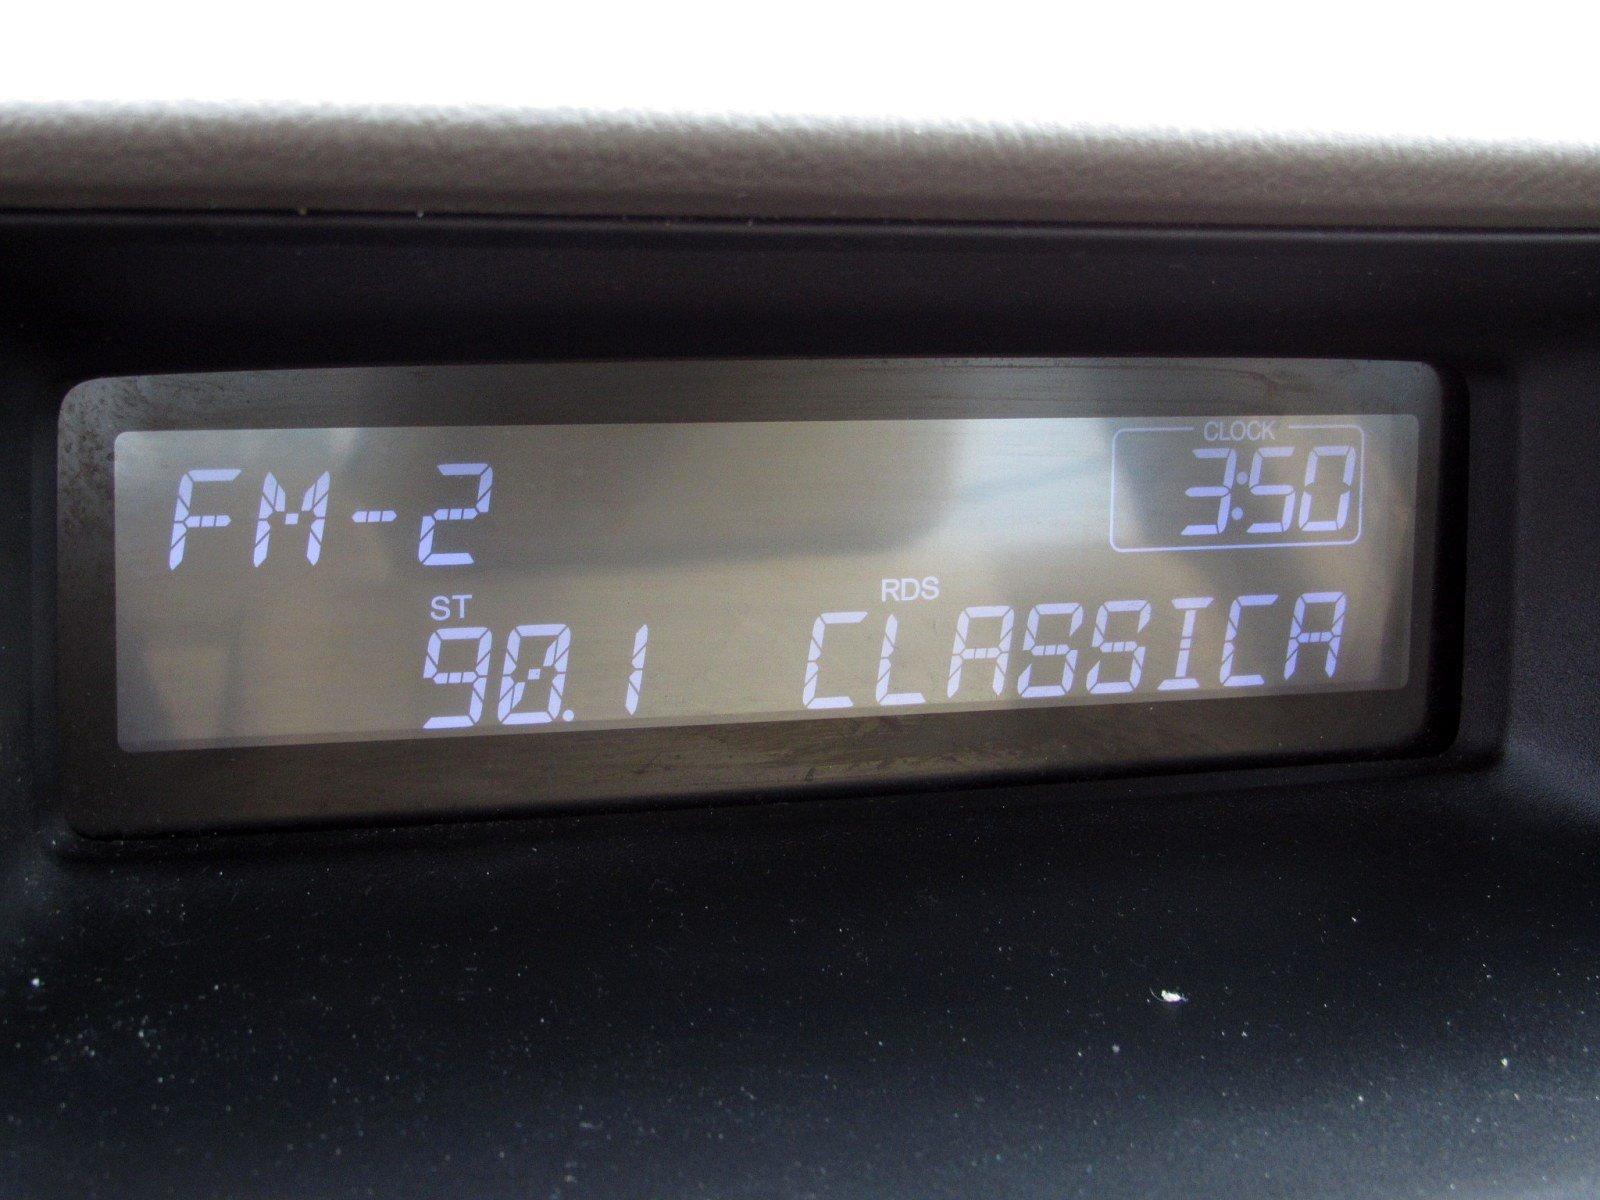 CLOCK
FM-2 3:50
ST RDS
90.1 CLASSICA